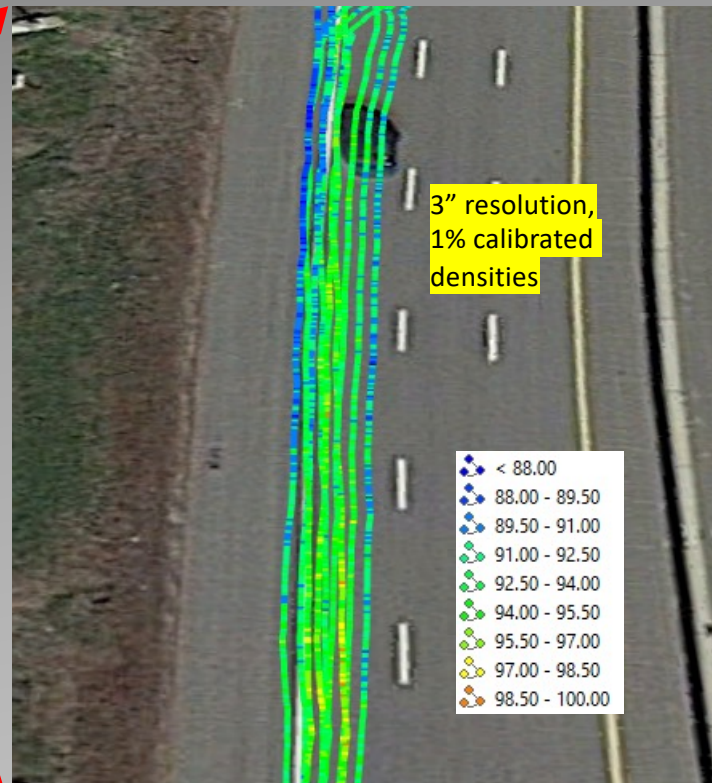 3” resolution,
1% calibrated
densities
< 88.00
88.00 - 89.50
89.50 - 91.00
91.00 - 92.50
92.50 - 94.00
94.00 - 95.50
95.50 - 97.00
97.00 - 98.50
98.50 - 100.00